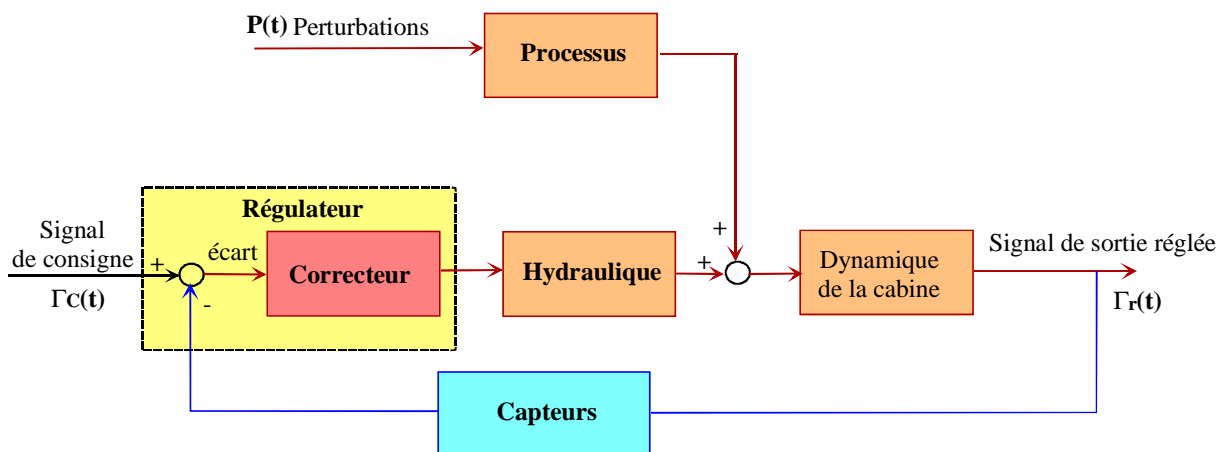 P(t) Perturbations
Processus
Régulateur
Signal
de consigne
ΓC(t)
+
-
écart
Correcteur
Hydraulique
+
+
Dynamique
de la cabine
Signal de sortie réglée
Γr(t)
Capteurs